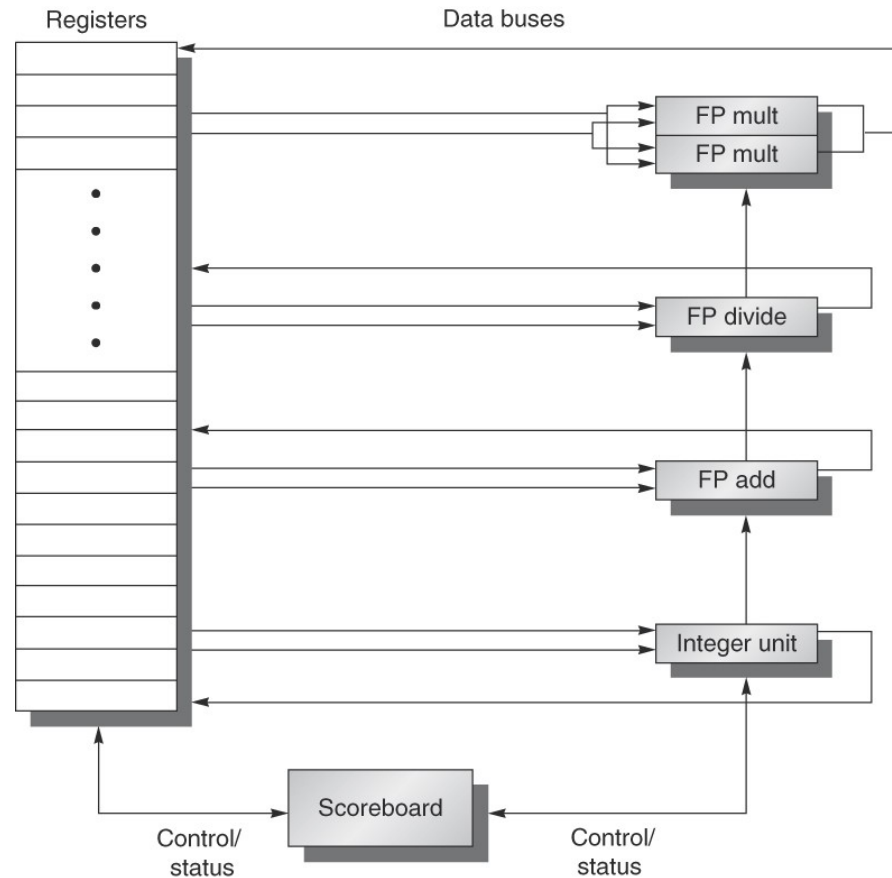 Registers
Data buses
FP mult
FP mult
FP divide
FP add
Integer unit
Scoreboard
Control/
status
Control/
status